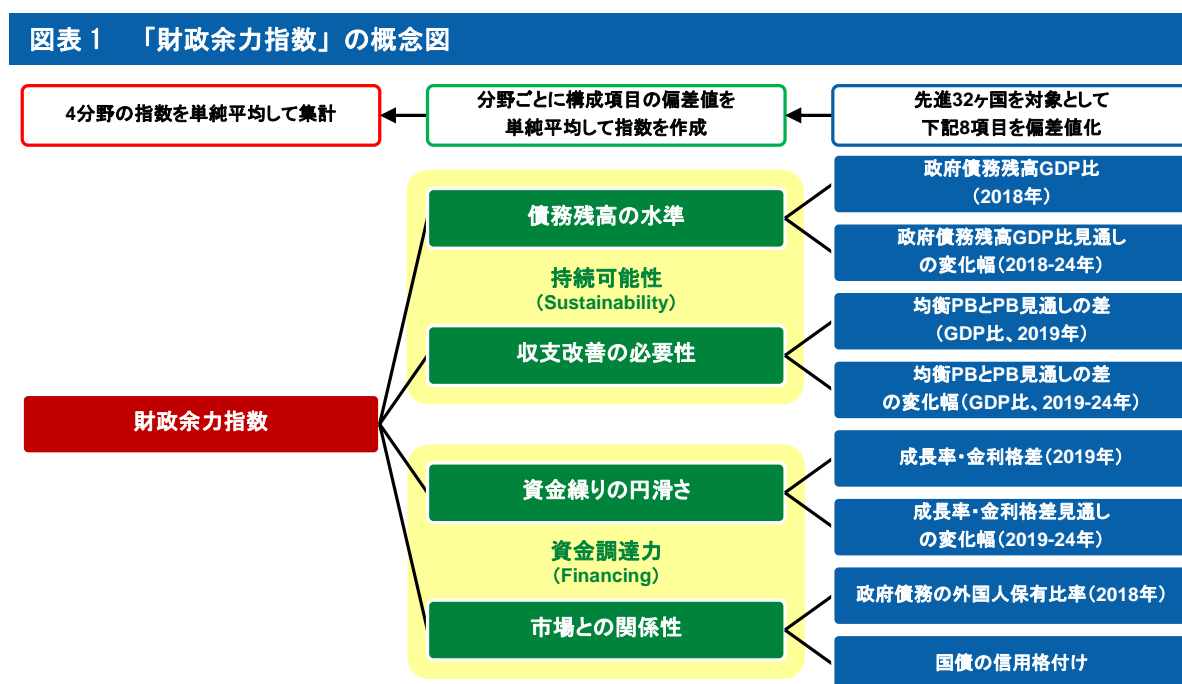 図表1 「財政余力指数」の概念図
4分野の指数を単純平均して集計
分野ごとに構成項目の偏差値を
単純平均して指数を作成
先進32ヶ国を対象として
下記8項目を偏差値化
財政余力指数
債務残高の水準
持続可能性
(Sustainability)
収支改善の必要性
資金繰りの円滑さ
資金調達力
(Financing)
市場との関係性
政府債務残高GDP比
(2018年)
政府債務残高GDP比見通し
の変化幅(2018-24年)
均衡PBとPB見通しの差
(GDP比、2019年)
均衡PBとPB見通しの差
の変化幅(GDP比、2019-24年)
成長率・金利格差(2019年)
成長率・金利格差見通し
の変化幅(2019-24年)
政府債務の外国人保有比率(2018年)
国債の信用格付け